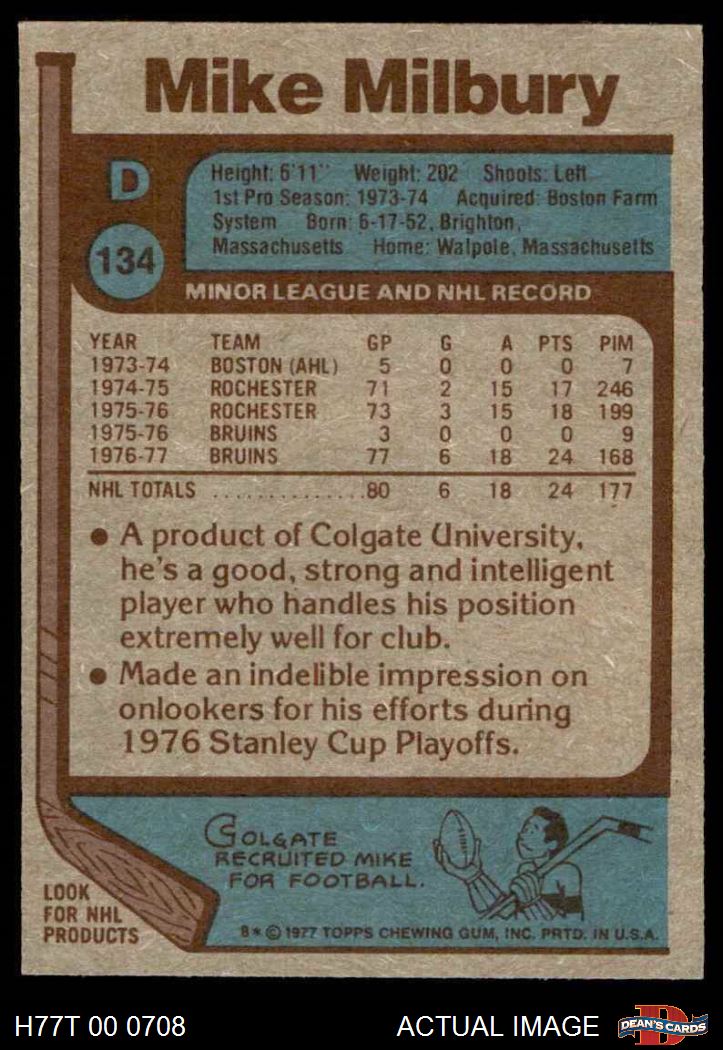 Mike Milbury
D
134
Height: 6'11" Weight: 202 Shoots: Left
1st Pro Season: 1973-74 Acquired: Boston Farm
System Born: 6-17-52, Brighton,
Massachusetts Home: Walpole, Massachusetts
MINOR LEAGUE AND NHL RECORD
YEAR TEAM GP G A PTS PIM
1973-74 BOSTON (AHL) 5 0 0 0 7
1974-75 ROCHESTER 71 2 15 17 246
1975-76 ROCHESTER 73 3 15 18 199
1975-76 BRUINS 3 0 0 0 9
1976-77 BRUINS 77 6 18 24 168
NHL TOTALS ..............80 6 18 24 177
• A product of Colgate University,
he's a good, strong and intelligent
player who handles his position
extremely well for club.
• Made an indelible impression on
onlookers for his efforts during
1976 Stanley Cup Playoffs.
COLGATE
RECRUITED MIKE
FOR FOOTBALL.
LOOK
FOR NHL
PRODUCTS
8* © 1977 TOPPS CHEWING GUM, INC. PRTD. IN U.S.A.
H77T 00 0708
ACTUAL IMAGE
D
DEAN'S CARDS